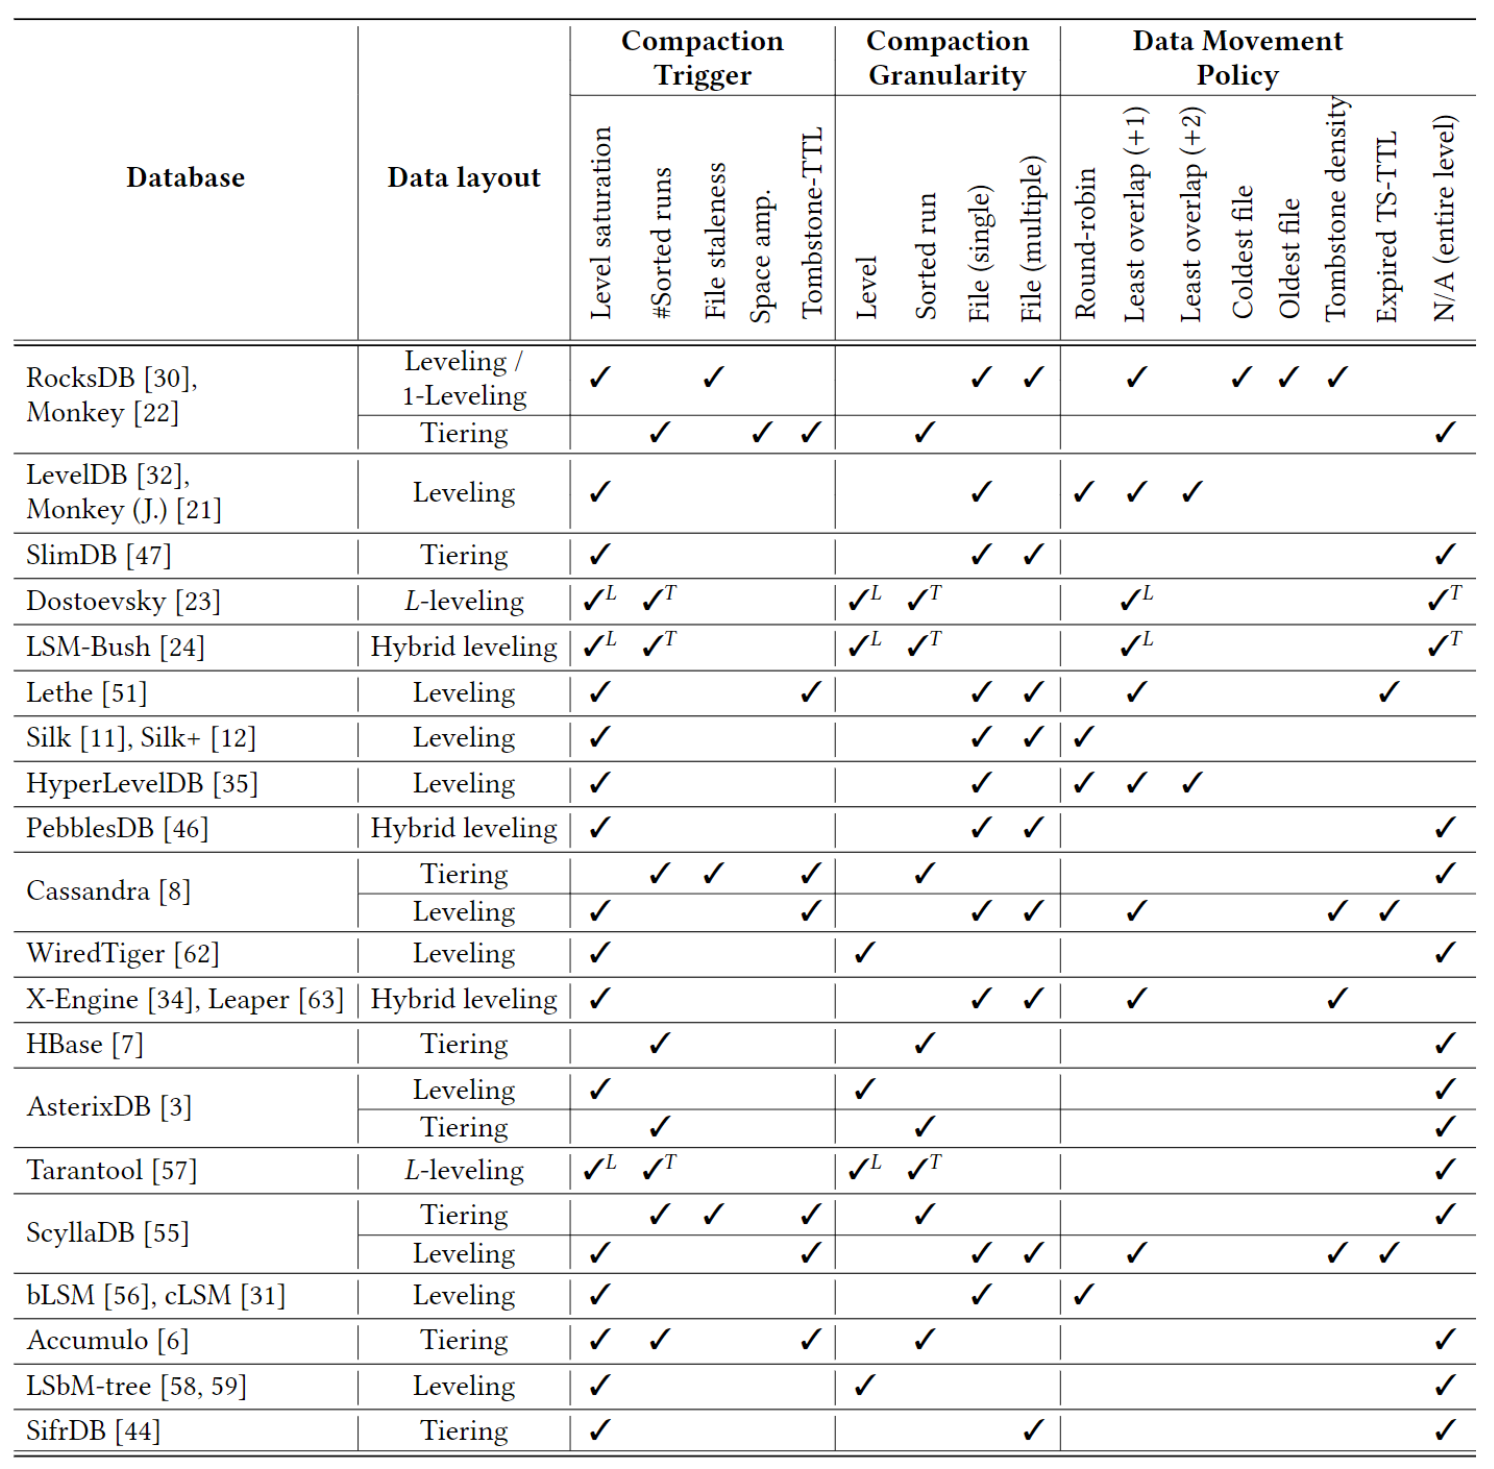 Database
Data layout
Compaction
Trigger
Compaction
Granularity
Data Movement
Policy
Level saturation
#Sorted runs
File staleness
Space amp.
Tombstone-TTL
Level
Sorted run
File (single)
File (multiple)
Round-robin
Least overlap (+1)
Least overlap (+2)
Coldest file
Oldest file
Tombstone density
Expired TS-TTL
N/A (entire level)
RocksDB [30],
Monkey [22]
Leveling /
1-Leveling
✓ ✓ ✓ ✓ ✓ ✓ ✓ ✓
Tiering ✓ ✓ ✓ ✓ ✓
LevelDB [32],
Monkey (J.) [21]
Leveling ✓ ✓ ✓ ✓ ✓
SlimDB [47] Tiering ✓ ✓ ✓ ✓
Dostoevsky [23] L-leveling ✓L ✓T ✓L ✓T ✓L ✓T
LSM-Bush [24] Hybrid leveling ✓L ✓T ✓L ✓T ✓L ✓T
Lethe [51] Leveling ✓ ✓ ✓ ✓ ✓ ✓
Silk [11], Silk+ [12] Leveling ✓ ✓ ✓ ✓
HyperLevelDB [35] Leveling ✓ ✓ ✓ ✓ ✓
PebblesDB [46] Hybrid leveling ✓ ✓ ✓ ✓
Cassandra [8]
Tiering ✓ ✓ ✓ ✓ ✓
Leveling ✓ ✓ ✓ ✓ ✓ ✓ ✓
WiredTiger [62] Leveling ✓ ✓ ✓
X-Engine [34], Leaper [63] Hybrid leveling ✓ ✓ ✓ ✓ ✓
HBase [7] Tiering ✓ ✓ ✓
AsterixDB [3]
Leveling ✓ ✓ ✓
Tiering ✓ ✓ ✓
Tarantool [57] L-leveling ✓L ✓T ✓L ✓T ✓
ScyllaDB [55]
Tiering ✓ ✓ ✓ ✓ ✓
Leveling ✓ ✓ ✓ ✓ ✓ ✓ ✓
bLSM [56], cLSM [31] Leveling ✓ ✓ ✓
Accumulo [6] Tiering ✓ ✓ ✓ ✓ ✓
LSbM-tree [58, 59] Leveling ✓ ✓ ✓
SifrDB [44] Tiering ✓ ✓ ✓